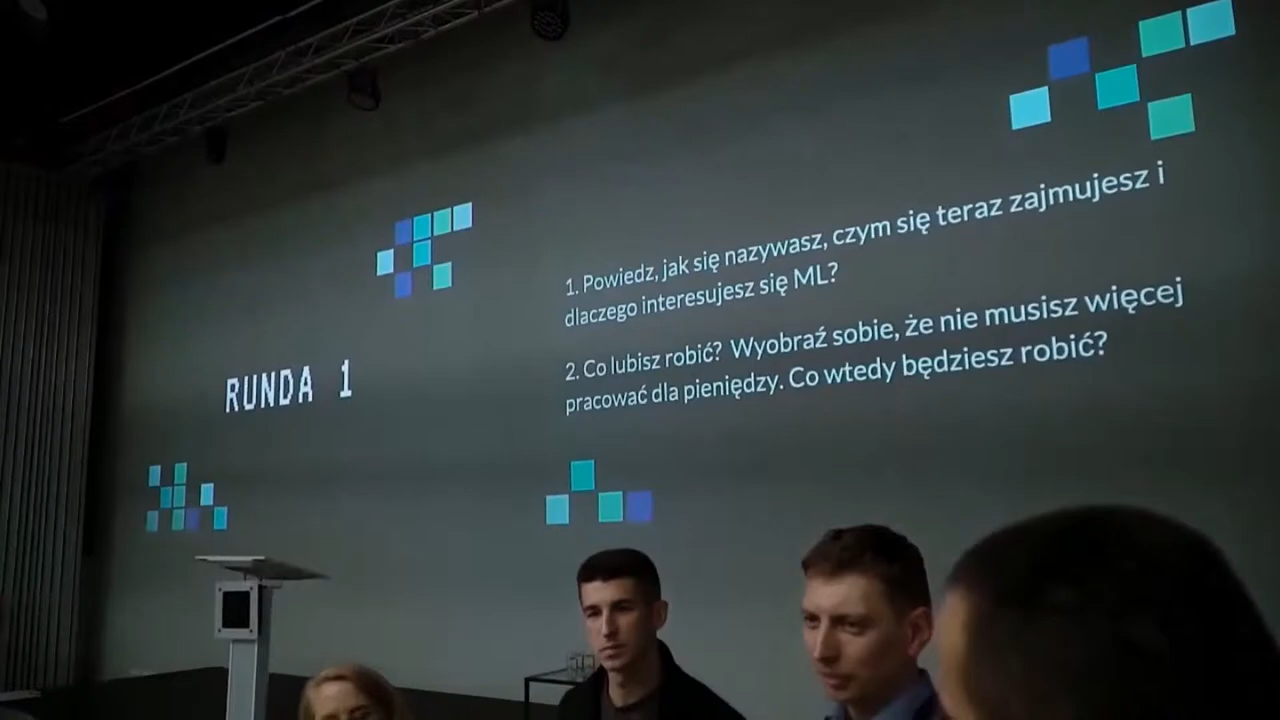 RUNDA 1
1. Powiedz, jak się nazywasz, czym się teraz zajmujesz i
dlaczego interesujesz się ML?
2. Co lubisz robić? Wyobraź sobie, że nie musisz więcej
pracować dla pieniędzy. Co wtedy będziesz robić?